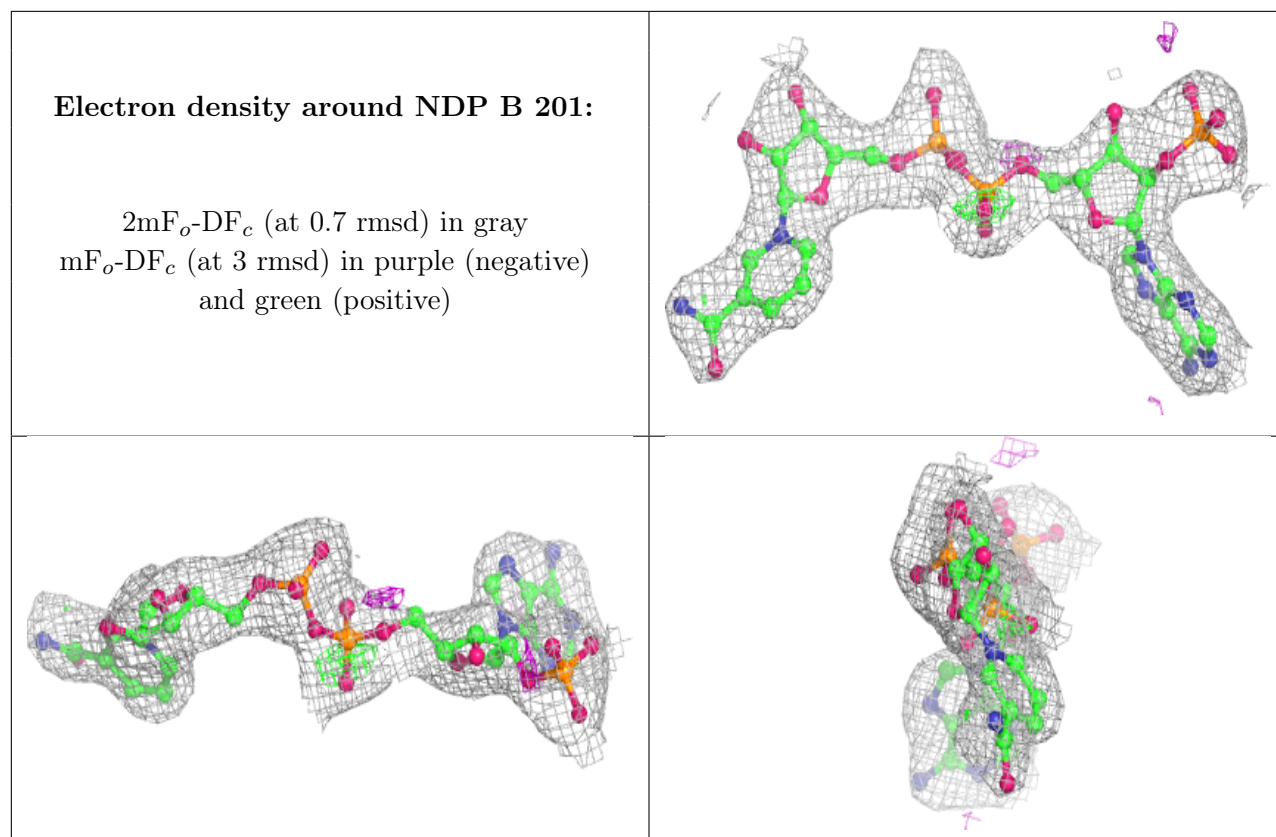 Electron density around NDP B 201:
2mFₒ-DF𝒸 (at 0.7 rmsd) in gray
mFₒ-DF𝒸 (at 3 rmsd) in purple (negative)
and green (positive)